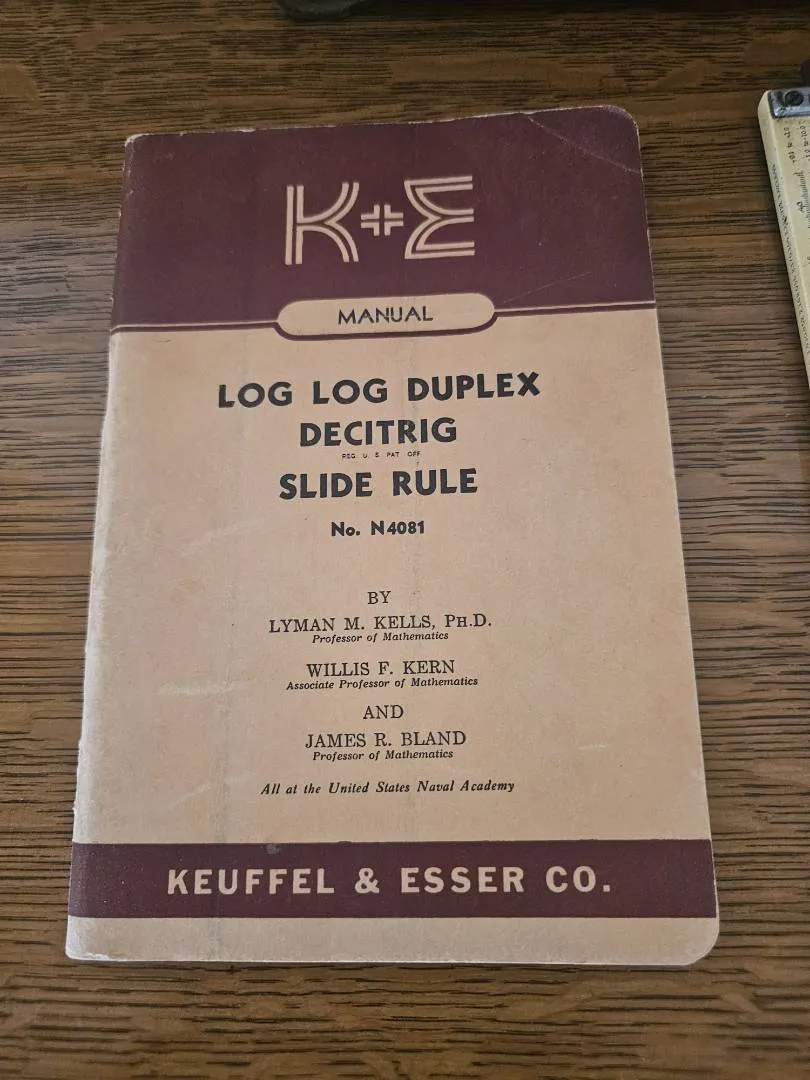 K+E
MANUAL
LOG LOG DUPLEX
DECITRIG
REG U. S. PAT OFF
SLIDE RULE
No. N4081
BY
LYMAN M. KELLS, PH.D.
Professor of Mathematics
WILLIS F. KERN
Associate Professor of Mathematics
AND
JAMES R. BLAND
Professor of Mathematics
All at the United States Naval Academy
KEUFFEL & ESSER CO.